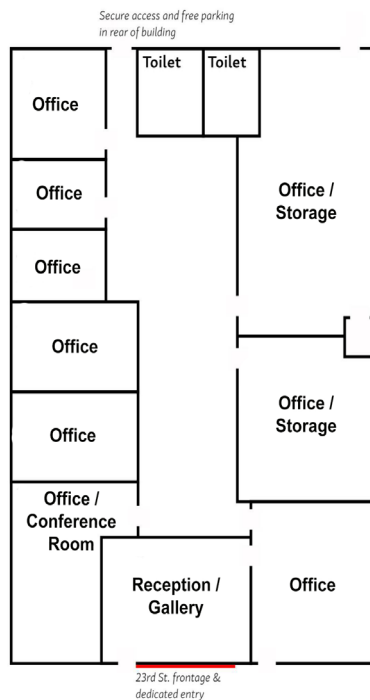 Secure access and free parking
in rear of building
Toilet
Toilet
Office
Office
Office /
Storage
Office
Office
Office /
Storage
Office
Office /
Conference
Room
Reception /
Gallery
Office
23rd St. frontage &
dedicated entry